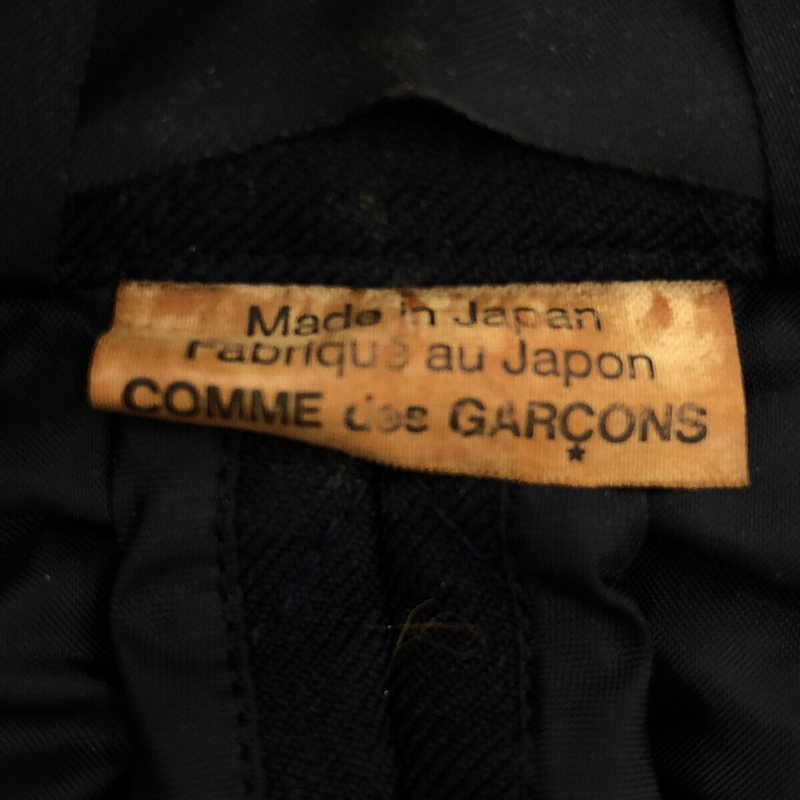 Made in Japan
Fabriqué au Japon
COMME des GARÇONS